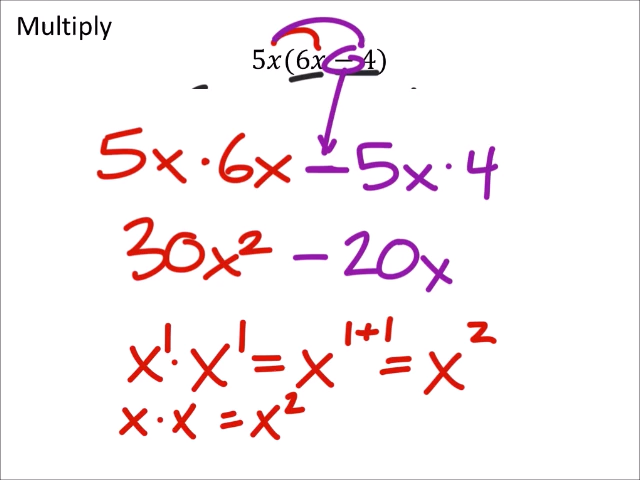 Multiply
5x(6x − 4)
5x · 6x − 5x · 4
30x² − 20x
x¹ · x¹ = x¹⁺¹ = x²
x · x = x²